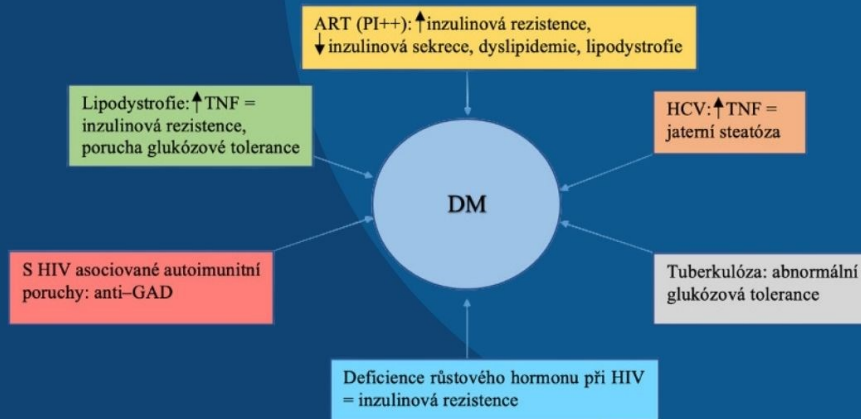 ART (PI++):↑inzulinová rezistence,
↓inzulinová sekrece, dyslipidemie, lipodystrofie
Lipodystrofie:↑TNF =
inzulinová rezistence,
porucha glukózové tolerance
HCV:↑TNF =
jaterní steatóza
DM
S HIV asociované autoimunitní
poruchy: anti–GAD
Tuberkulóza: abnormální
glukózová tolerance
Deficience růstového hormonu při HIV
= inzulinová rezistence